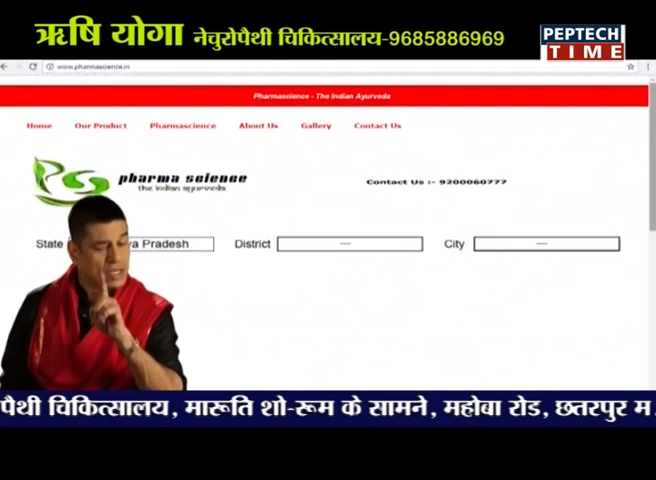 ऋषि योगा नेचुरोपैथी चिकित्सालय-9685886969
PEPTECH
TIME
www.pharmascience.in
Pharmascience - The Indian Ayurveda
Home Our Product Pharmascience About Us Gallery Contact Us
pharma science
the indian ayurveda
Contact Us :- 9200060777
State ya Pradesh District --- City ---
पैथी चिकित्सालय, मारूति शो-रूम के सामने, महोबा रोड, छतरपुर म.